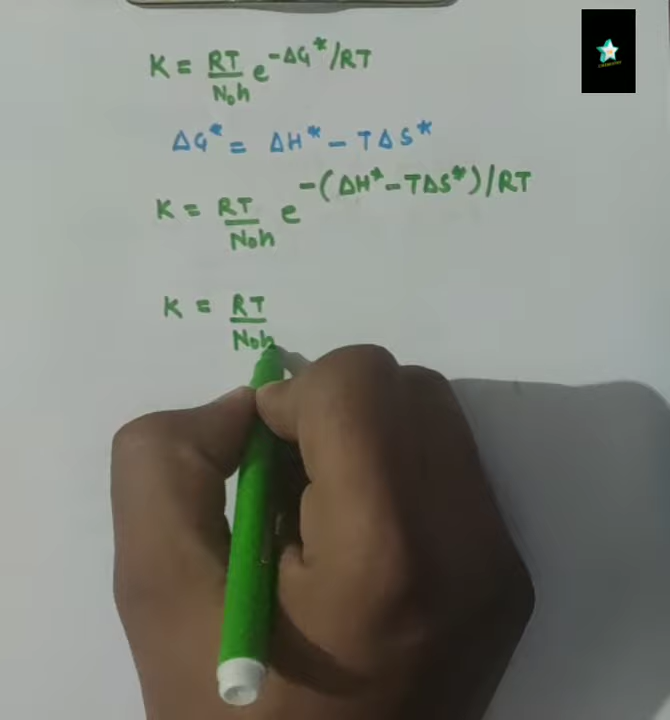 K = RT/N₀h e^-ΔG*/RT
ΔG* = ΔH* - TΔS*
K = RT/N₀h e^-(ΔH*-TΔS*)/RT
K = RT/N₀h